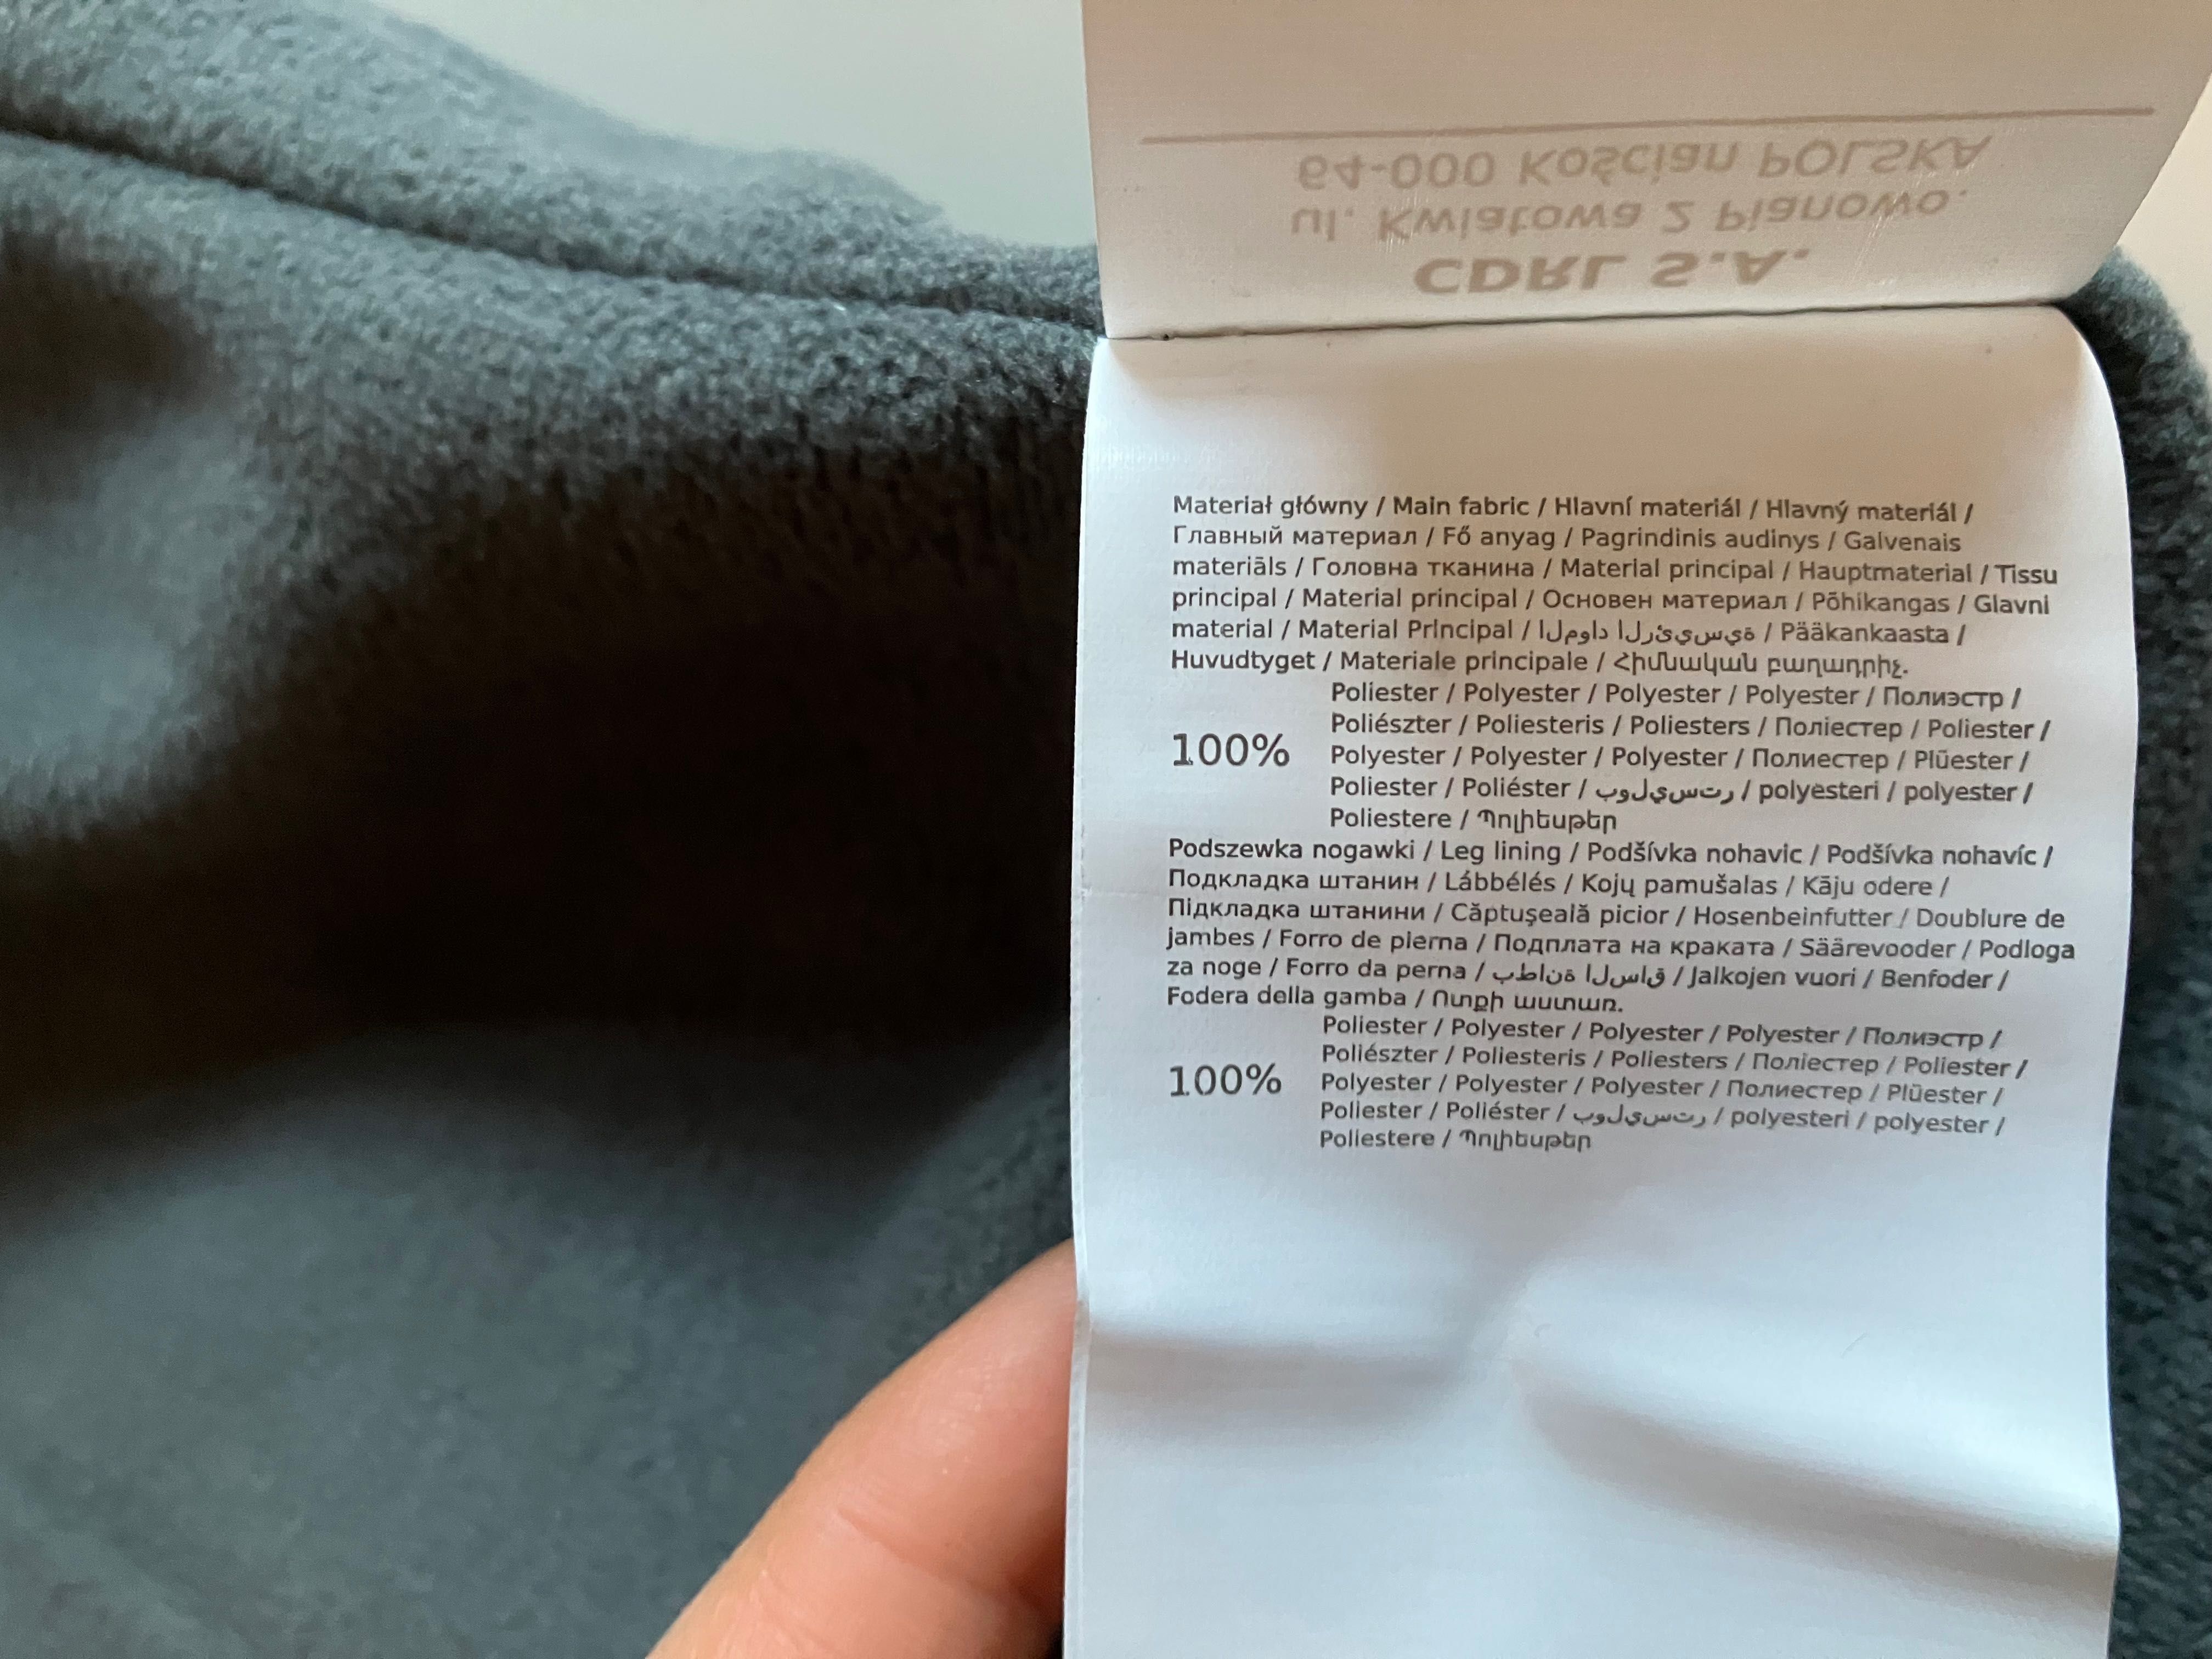 CDRL S.A.
ul. Kwiatowa 2 Pianowo.
64-000 Kościan POLSKA
Materiał główny / Main fabric / Hlavní materiál / Hlavný materiál /
Главный материал / Fő anyag / Pagrindinis audinys / Galvenais
materiāls / Головна тканина / Material principal / Hauptmaterial / Tissu
principal / Material principal / Основен материал / Põhikangas / Glavni
material / Material Principal / المواد الرئيسية / Pääkankaasta /
Huvudtyget / Materiale principale / Հիմնական բաղադրիչ.
100%
Poliester / Polyester / Polyester / Polyester / Полиэстр /
Poliészter / Poliesteris / Poliesters / Поліестер / Poliester /
Polyester / Polyester / Polyester / Полиестер / Plüester /
Poliester / Poliéster / بوليستر / polyesteri / polyester /
Poliestere / Պոլիեսթեր
Podszewka nogawki / Leg lining / Podšívka nohavic / Podšívka nohavíc /
Подкладка штанин / Lábbélés / Kojų pamušalas / Kāju odere /
Підкладка штанини / Căptuşeală picior / Hosenbeinfutter / Doublure de
jambes / Forro de pierna / Подплата на краката / Säärevooder / Podloga
za noge / Forro da perna / بطانة الساق / Jalkojen vuori / Benfoder /
Fodera della gamba / Ոտքի աստառ.
100%
Poliester / Polyester / Polyester / Polyester / Полиэстр /
Poliészter / Poliesteris / Poliesters / Поліестер / Poliester /
Polyester / Polyester / Polyester / Полиестер / Plüester /
Poliester / Poliéster / بوليستر / polyesteri / polyester /
Poliestere / Պոլիեսթեր